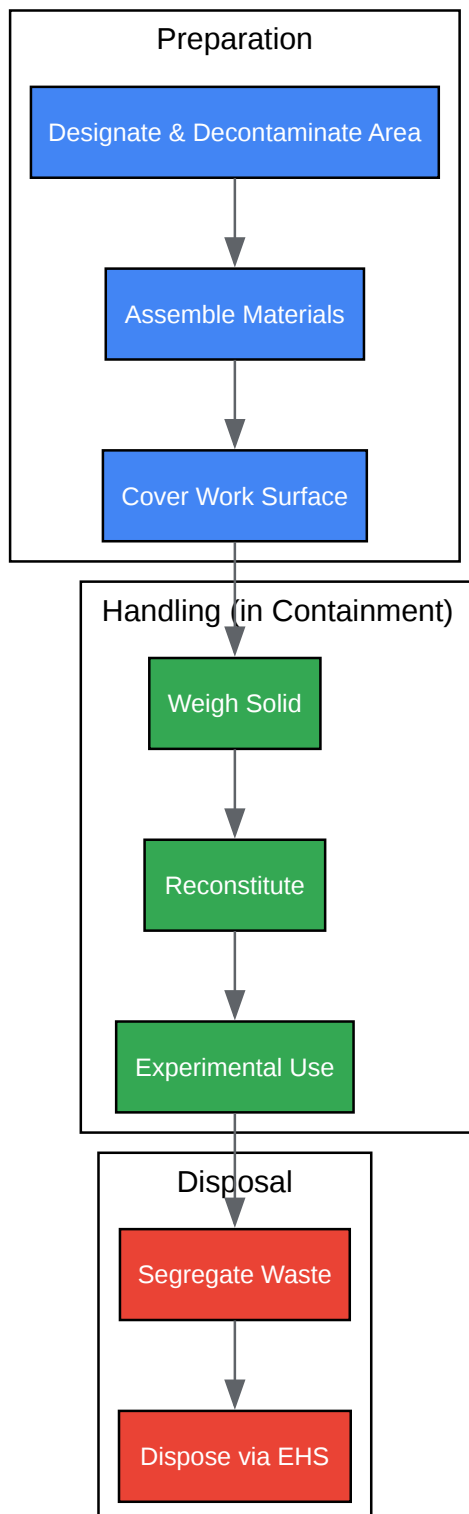 Preparation
Designate & Decontaminate Area
Assemble Materials
Cover Work Surface
Handling (in Containment)
Weigh Solid
Reconstitute
Experimental Use
Disposal
Segregate Waste
Dispose via EHS